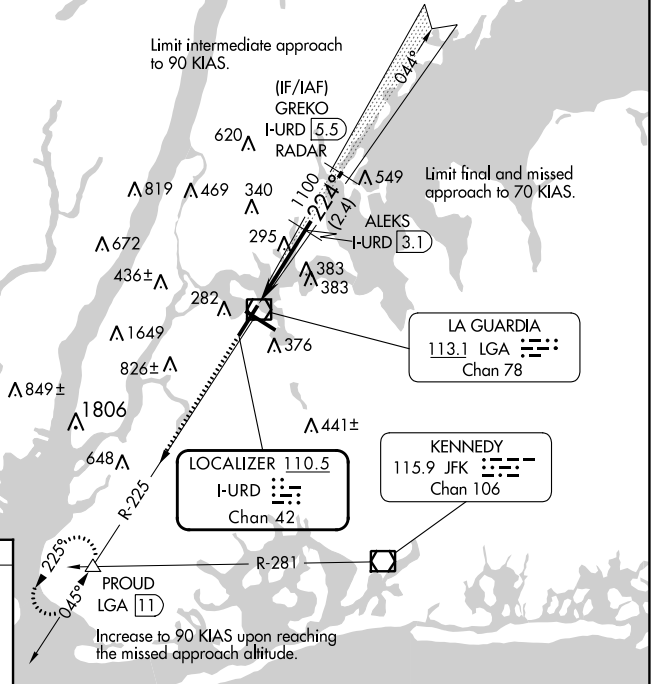 Limit intermediate approach
to 90 KIAS.
044°
(IF/IAF)
GREKO
I-URD 5.5
RADAR
620
549
Limit final and missed
approach to 70 KIAS.
819
469
340
1100
224°
(2.4)
ALEKS
I-URD 3.1
295
672
383
383
436±
282
LA GUARDIA
113.1 LGA
Chan 78
1649
376
826±
849±
1806
441±
KENNEDY
115.9 JFK
Chan 106
648
LOCALIZER 110.5
I-URD
Chan 42
R-225
R-281
225°
045°
PROUD
LGA 11
Increase to 90 KIAS upon reaching
the missed approach altitude.